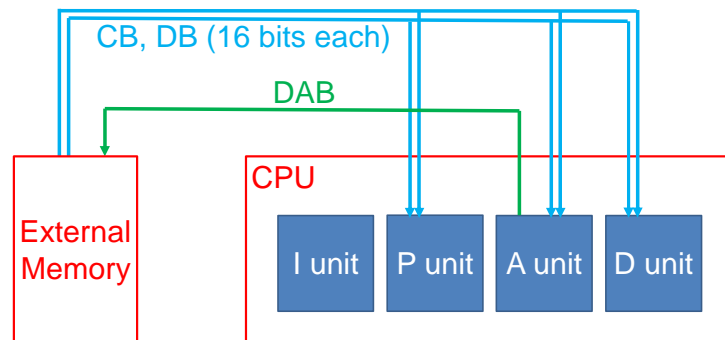 CB, DB (16 bits each)
DAB
CPU
External
Memory
I unit
P unit
A unit
D unit